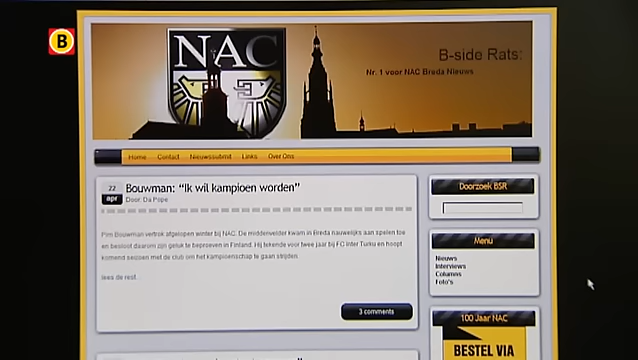 B
NAC
B-side Rats:
Nr. 1 voor NAC Breda Nieuws
Home Contact Nieuwssubmit Links Over Ons
22
apr
Bouwman: “Ik wil kampioen worden”
Door: Da Pope
Pim Bouwman vertrok afgelopen winter bij NAC. De middenvelder kwam in Breda nauwelijks aan spelen toe
en besloot daarom zijn geluk te beproeven in Finland. Hij tekende voor twee jaar bij FC Inter Turku en hoopt
komend seizoen met de club om het kampioenschap te gaan strijden.
lees de rest...
3 comments
Doorzoek BSR
Menu
Nieuws
Interviews
Columns
Foto's
100 Jaar NAC
BESTEL VIA